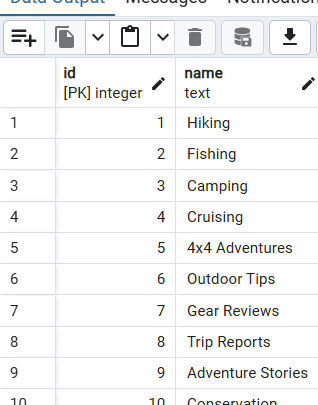 Data Output Messages Notification
id name
[PK] integer text
1 1 Hiking
2 2 Fishing
3 3 Camping
4 4 Cruising
5 5 4x4 Adventures
6 6 Outdoor Tips
7 7 Gear Reviews
8 8 Trip Reports
9 9 Adventure Stories
10 10 Conservation